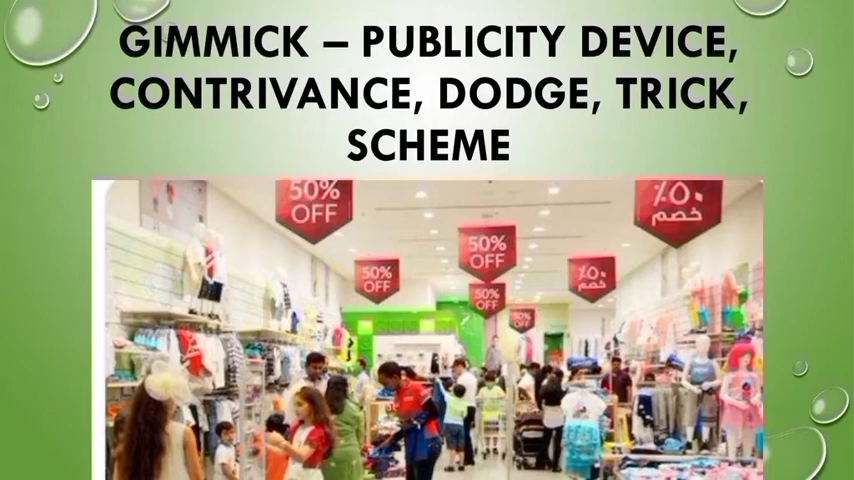 GIMMICK – PUBLICITY DEVICE,
CONTRIVANCE, DODGE, TRICK,
SCHEME
50%
OFF
٪٥٠
خصم
50%
OFF
50%
OFF
٪٥٠
خصم
50%
OFF
50%
OFF